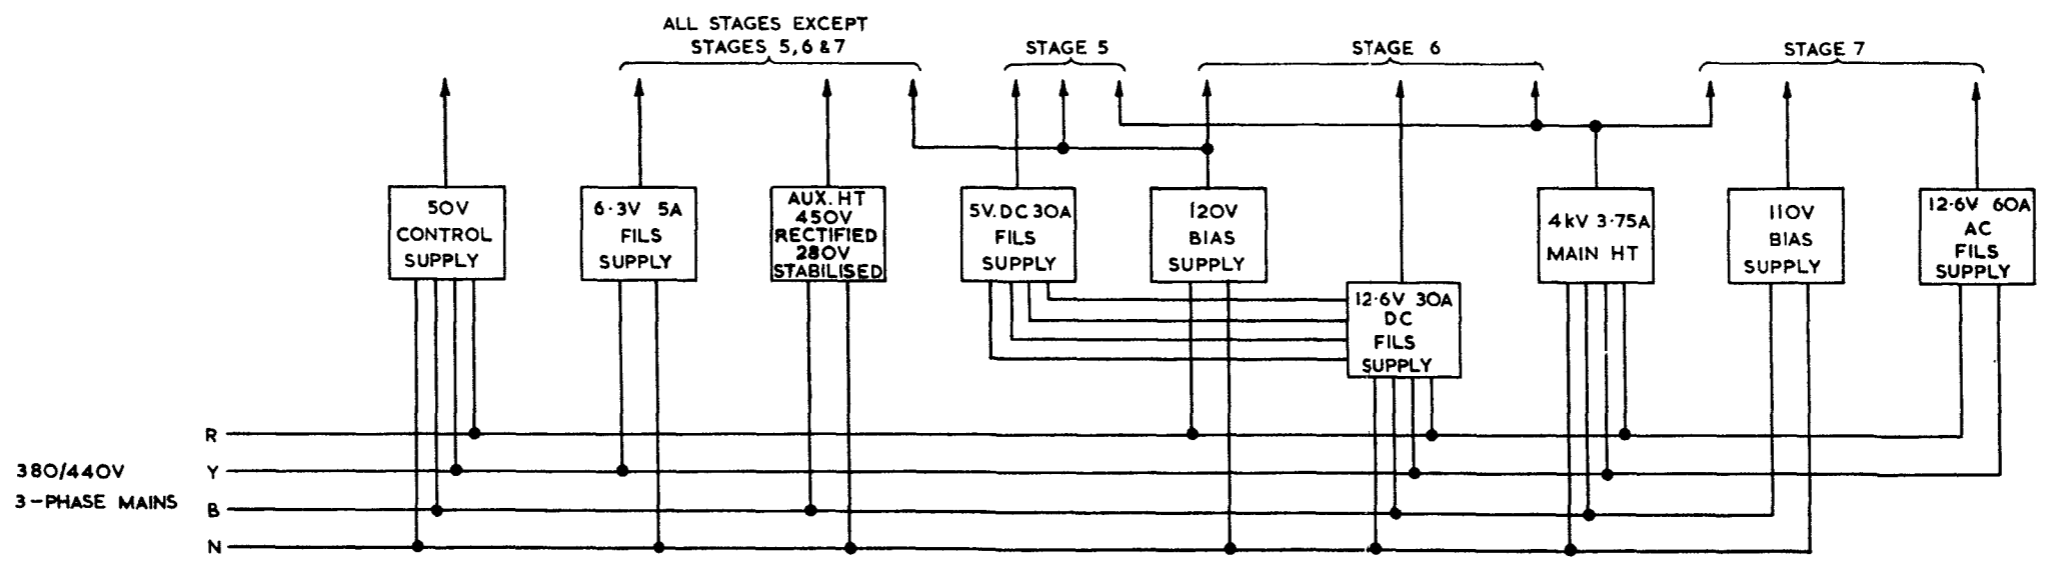 ALL STAGES EXCEPT
STAGES 5,6 & 7
STAGE 5
STAGE 6
STAGE 7
50V
CONTROL
SUPPLY
6·3V 5A
FILS
SUPPLY
AUX. HT
450V
RECTIFIED
280V
STABILISED
5V. DC 30A
FILS
SUPPLY
120V
BIAS
SUPPLY
12·6V 30A
DC
FILS
SUPPLY
4kV 3·75A
MAIN HT
110V
BIAS
SUPPLY
12·6V 60A
AC
FILS
SUPPLY
380/440V
3-PHASE MAINS
R
Y
B
N